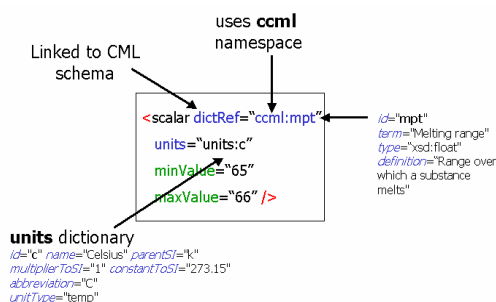 uses ccml
namespace
Linked to CML
schema
<scalar dictRef=“ccml:mpt”
units=“units:c”
minValue=“65”
maxValue=“66” />
id="mpt"
term="Melting range"
type="xsd:float"
definition="Range over
which a substance
melts"
units dictionary
id="c" name="Celsius" parentSI="k"
multiplierToSI="1" constantToSI="273.15"
abbreviation="C"
unitType="temp"